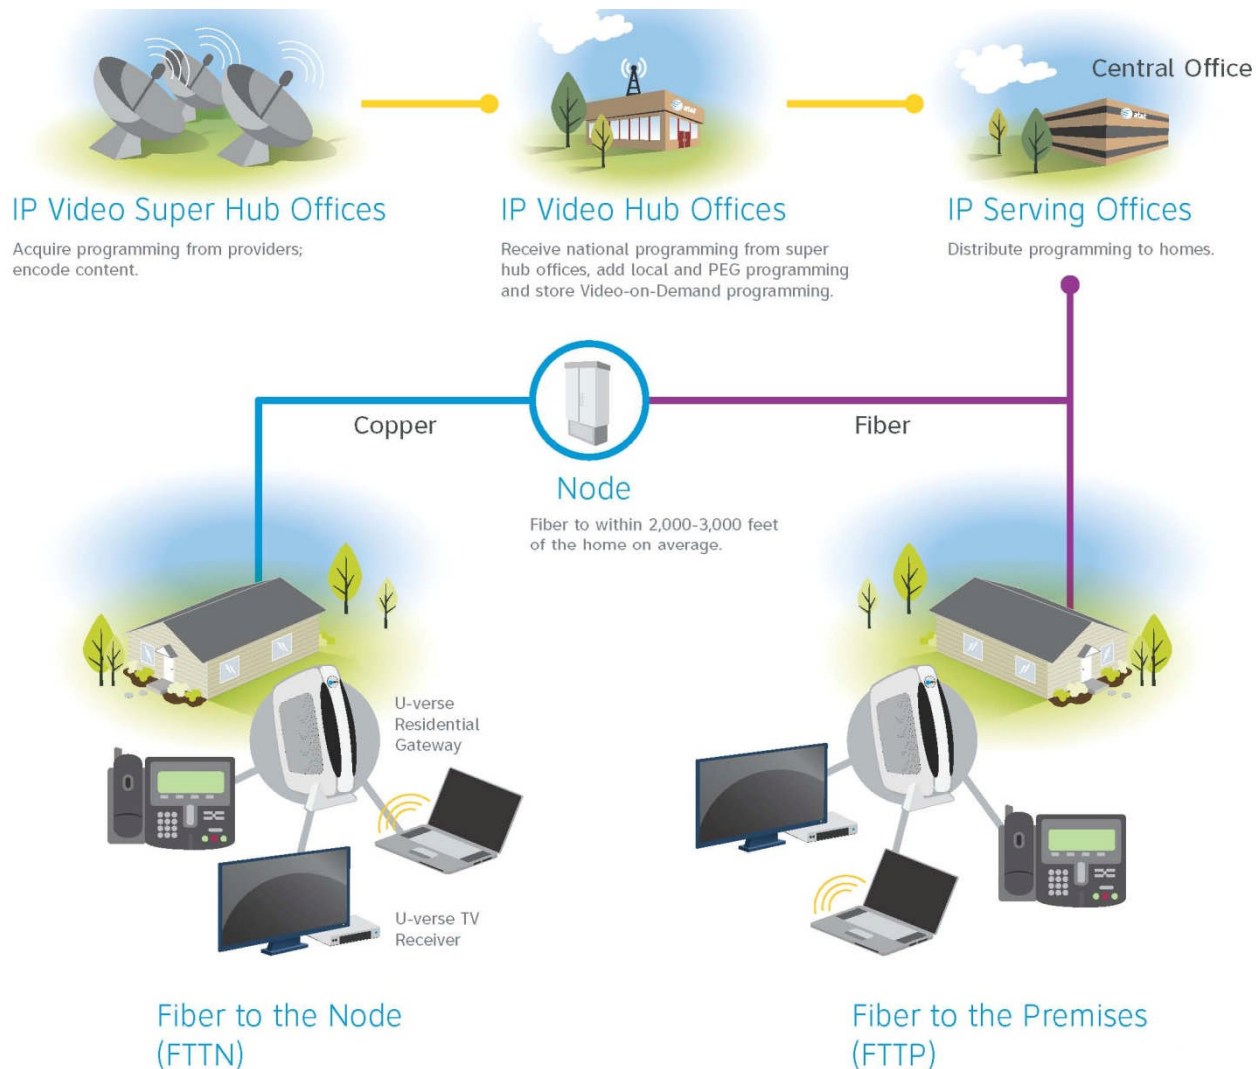 Central Office
IP Video Super Hub Offices
Acquire programming from providers;
encode content.
IP Video Hub Offices
Receive national programming from super
hub offices, add local and PEG programming
and store Video-on-Demand programming.
IP Serving Offices
Distribute programming to homes.
at&t
at&t
Copper
Fiber
Node
Fiber to within 2,000-3,000 feet
of the home on average.
U-verse
Residential
Gateway
U-verse TV
Receiver
Fiber to the Node
(FTTN)
Fiber to the Premises
(FTTP)